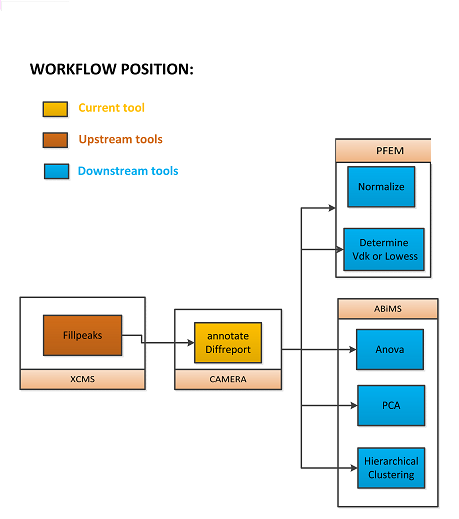 WORKFLOW POSITION:
Current tool
Upstream tools
Downstream tools
PFEM
Normalize
Determine
Vdk or Lowess
Fillpeaks
XCMS
annotate
Diffreport
CAMERA
ABiMS
Anova
PCA
Hierarchical
Clustering